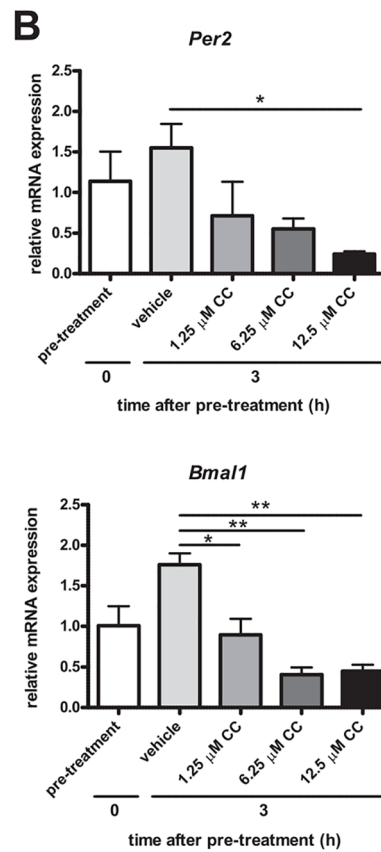 B
Per2
relative mRNA expression
2.5
2.0
1.5
1.0
0.5
0.0
*
pre-treatment
vehicle
1.25 µM CC
6.25 µM CC
12.5 µM CC
0
3
time after pre-treatment (h)
Bmal1
relative mRNA expression
2.5
2.0
1.5
1.0
0.5
0.0
**
**
*
pre-treatment
vehicle
1.25 µM CC
6.25 µM CC
12.5 µM CC
0
3
time after pre-treatment (h)